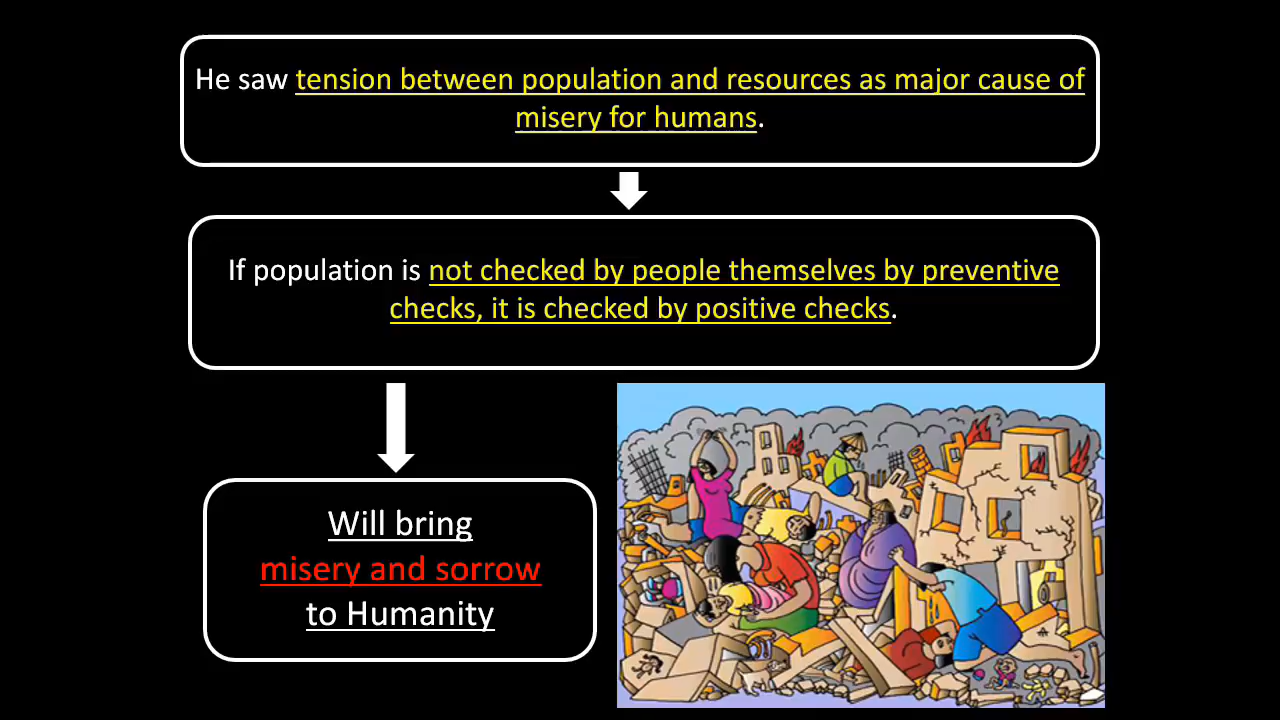 He saw tension between population and resources as major cause of
misery for humans.
If population is not checked by people themselves by preventive
checks, it is checked by positive checks.
Will bring
misery and sorrow
to Humanity